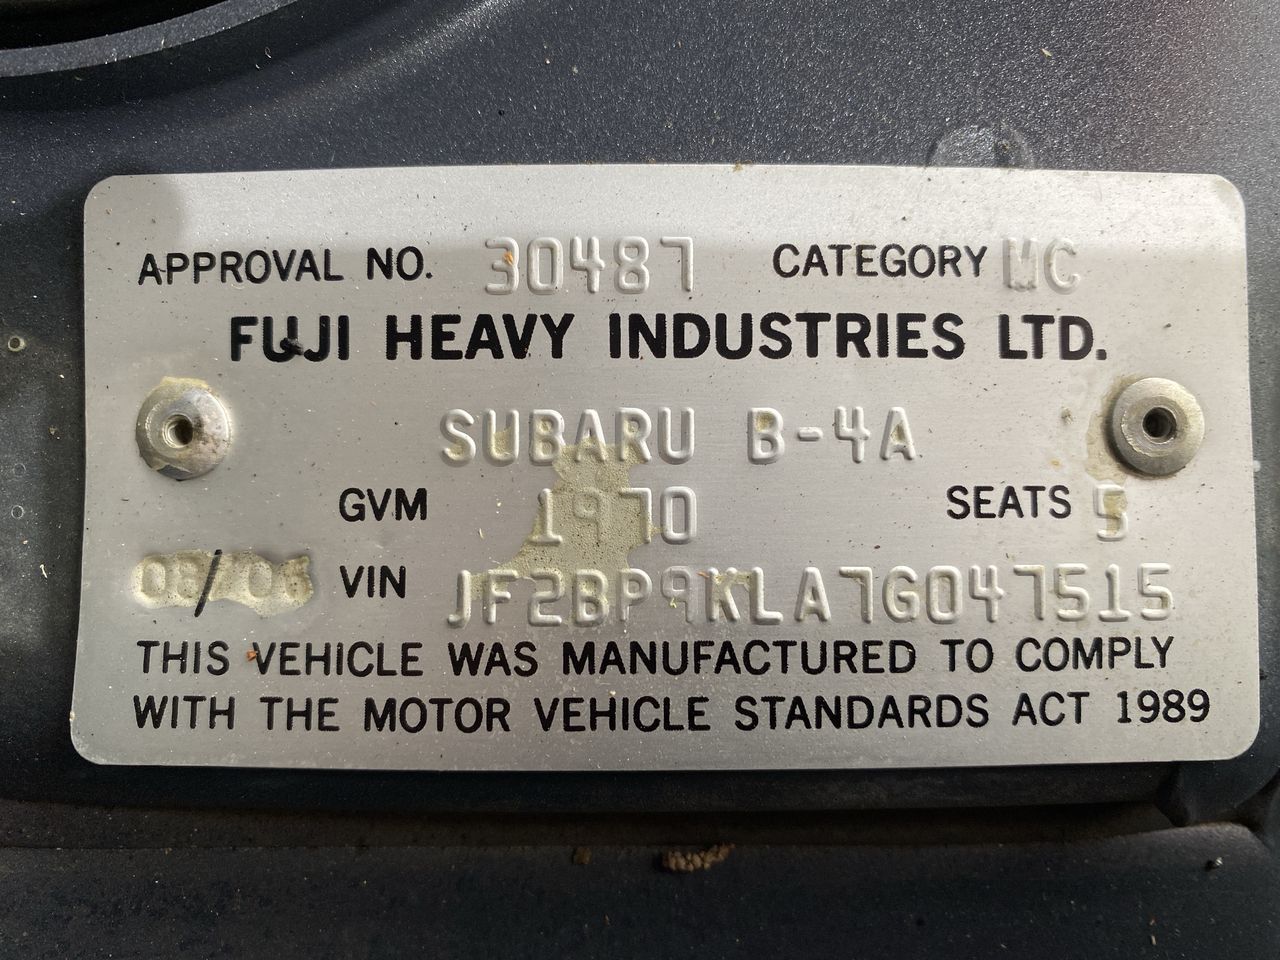 APPROVAL NO. 30487 CATEGORY MC
FUJI HEAVY INDUSTRIES LTD.
SUBARU B-4A
GVM 1970 SEATS 5
08/06 VIN JF2BP9KLA7G047515
THIS VEHICLE WAS MANUFACTURED TO COMPLY
WITH THE MOTOR VEHICLE STANDARDS ACT 1989